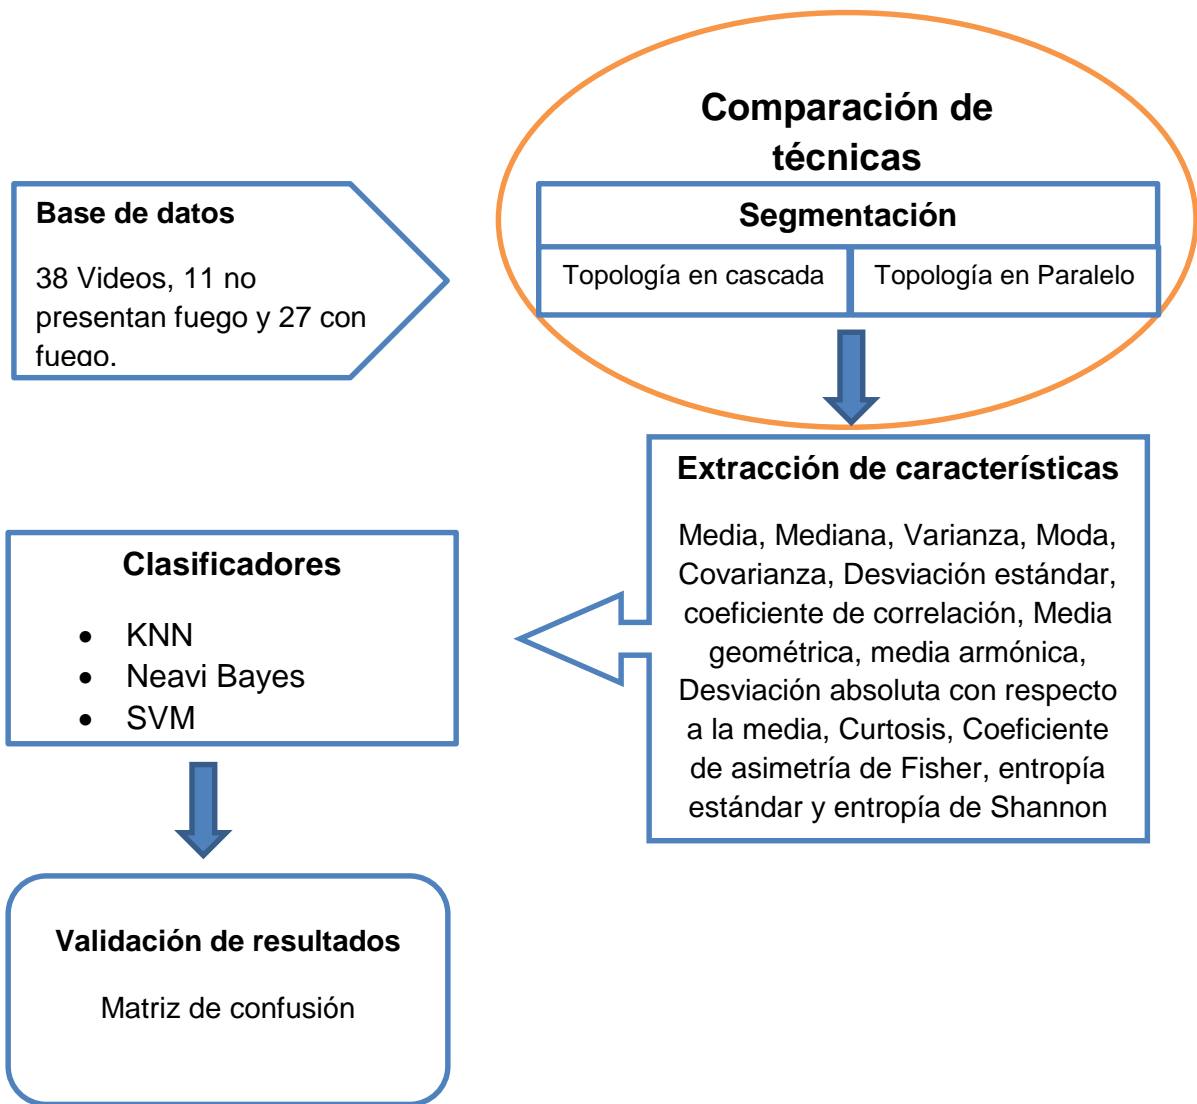 Comparación de
técnicas
Base de datos
38 Videos, 11 no
presentan fuego y 27 con
fuego.
Segmentación
Topología en cascada
Topología en Paralelo
Extracción de características
Media, Mediana, Varianza, Moda,
Covarianza, Desviación estándar,
coeficiente de correlación, Media
geométrica, media armónica,
Desviación absoluta con respecto
a la media, Curtosis, Coeficiente
de asimetría de Fisher, entropía
estándar y entropía de Shannon
Clasificadores
• KNN
• Neavi Bayes
• SVM
Validación de resultados
Matriz de confusión